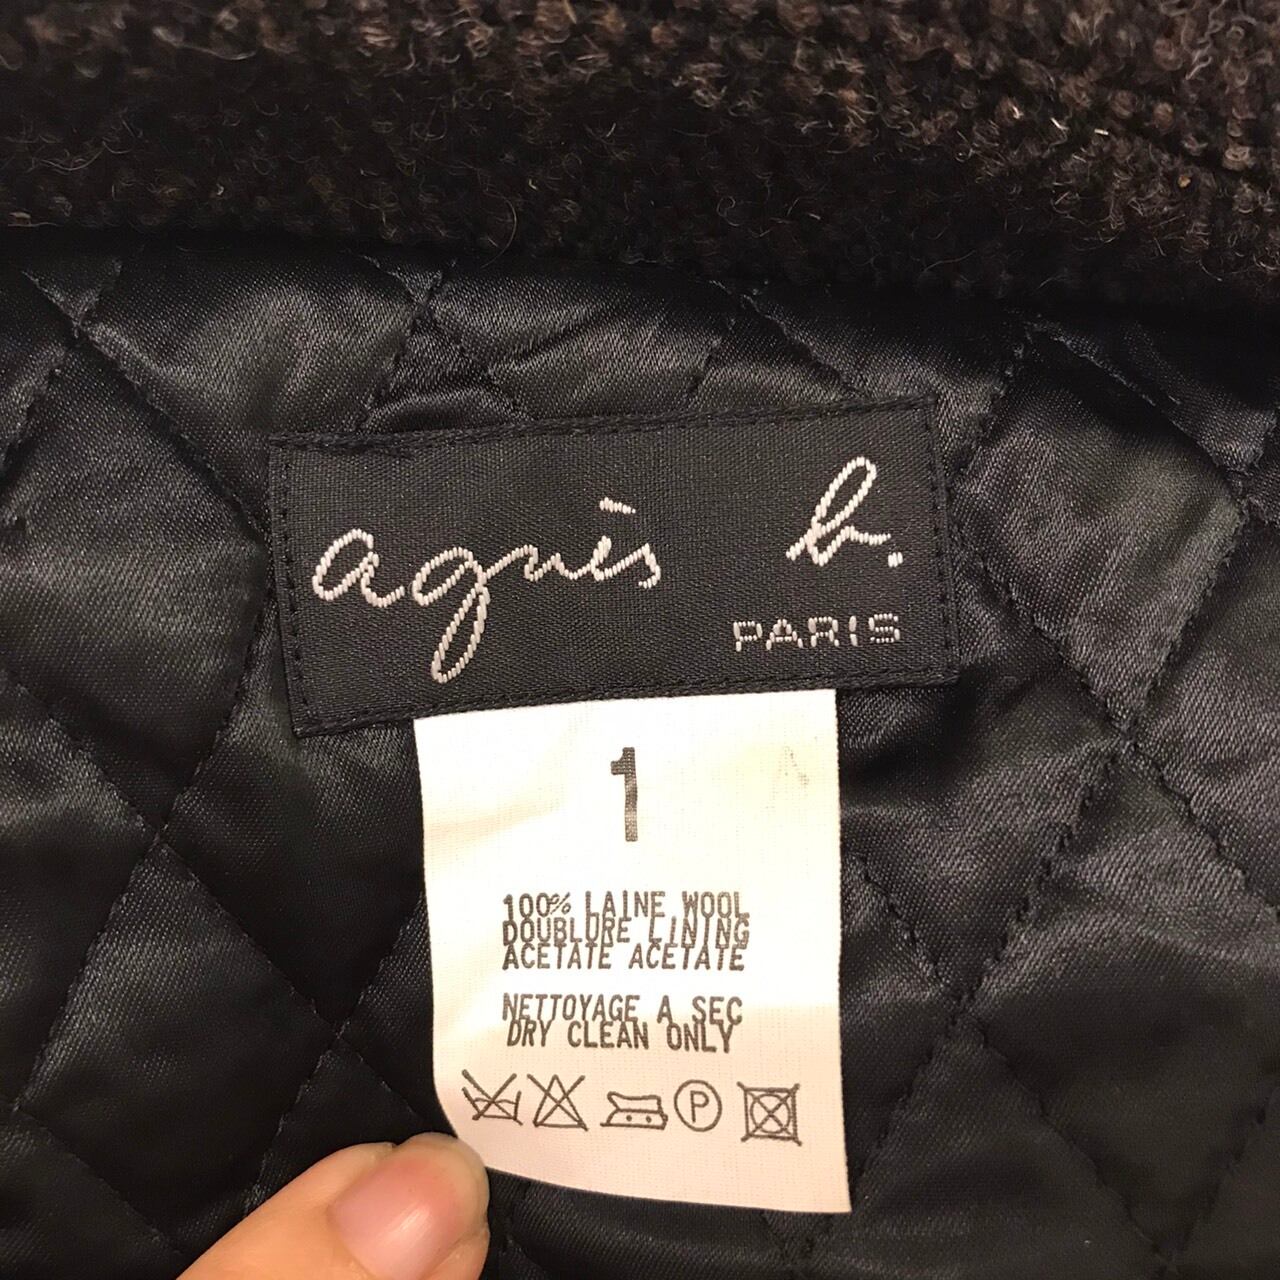 agnès b.
PARIS
1
100% LAINE WOOL
DOUBLURE LINING
ACETATE ACETATE
NETTOYAGE A SEC
DRY CLEAN ONLY
P